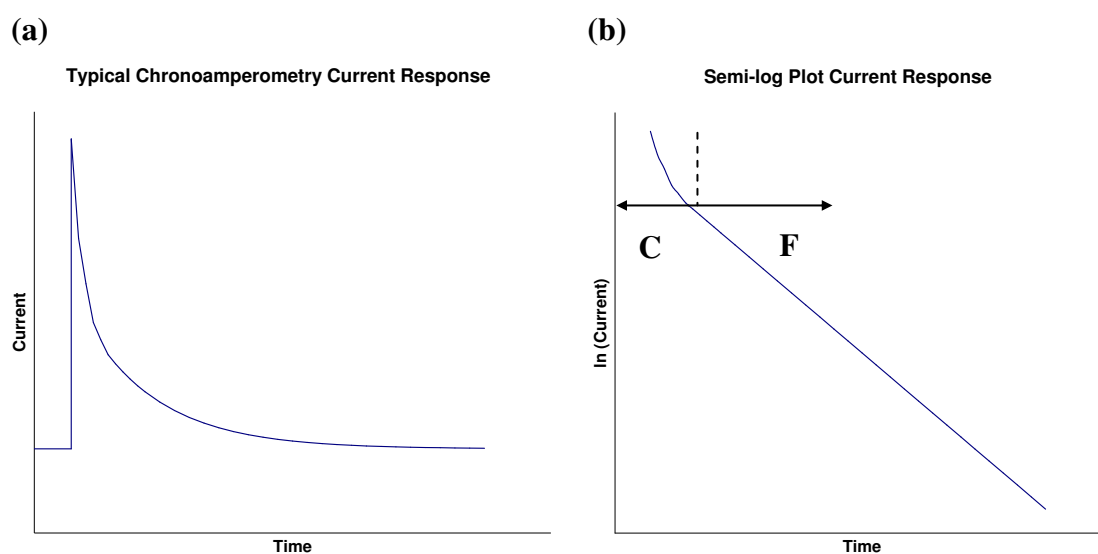 (a)
Typical Chronoamperometry Current Response
Current
Time
(b)
Semi-log Plot Current Response
C
F
ln (Current)
Time